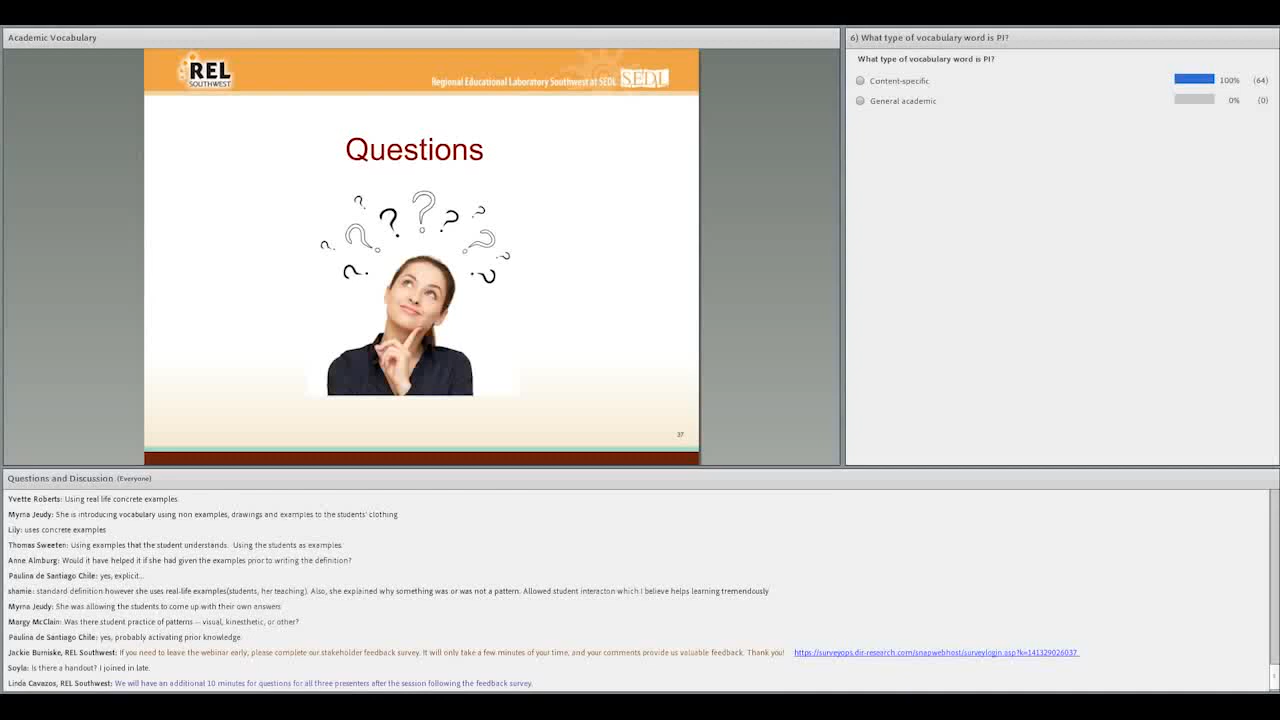 Academic Vocabulary
REL
SOUTHWEST
Regional Educational Laboratory Southwest at SEDL
SEDL
Questions
? ? ? ? ? ? ? ? ? ? ?
37
6) What type of vocabulary word is PI?
What type of vocabulary word is PI?
Content-specific 100% (64)
General academic 0% (0)
Questions and Discussion (Everyone)
Yvette Roberts: Using real life concrete examples.
Myrna Jeudy: She is introducing vocabulary using non examples, drawings and examples to the students' clothing
Lily: uses concrete examples
Thomas Sweeten: Using examples that the student understands. Using the students as examples.
Anne Almburg: Would it have helped it if she had given the examples prior to writing the definition?
Paulina de Santiago Chile: yes, explicit...
shamie: standard definition however she uses real-life examples(students, her teaching). Also, she explained why something was or was not a pattern. Allowed student interacton which I believe helps learning tremendously
Myrna Jeudy: She was allowing the students to come up with their own answers
Margy McClain: Was there student practice of patterns -- visual, kinesthetic, or other?
Paulina de Santiago Chile: yes, probably activating prior knowledge.
Jackie Burniske, REL Southwest: If you need to leave the webinar early, please complete our stakeholder feedback survey. It will only take a few minutes of your time, and your comments provide us valuable feedback. Thank you! https://surveyops.dir-research.com/snapwebhost/surveylogin.asp?k=141329026037
Soyla: Is there a handout? I joined in late.
Linda Cavazos, REL Southwest: We will have an additional 10 minutes for questions for all three presenters after the session following the feedback survey.